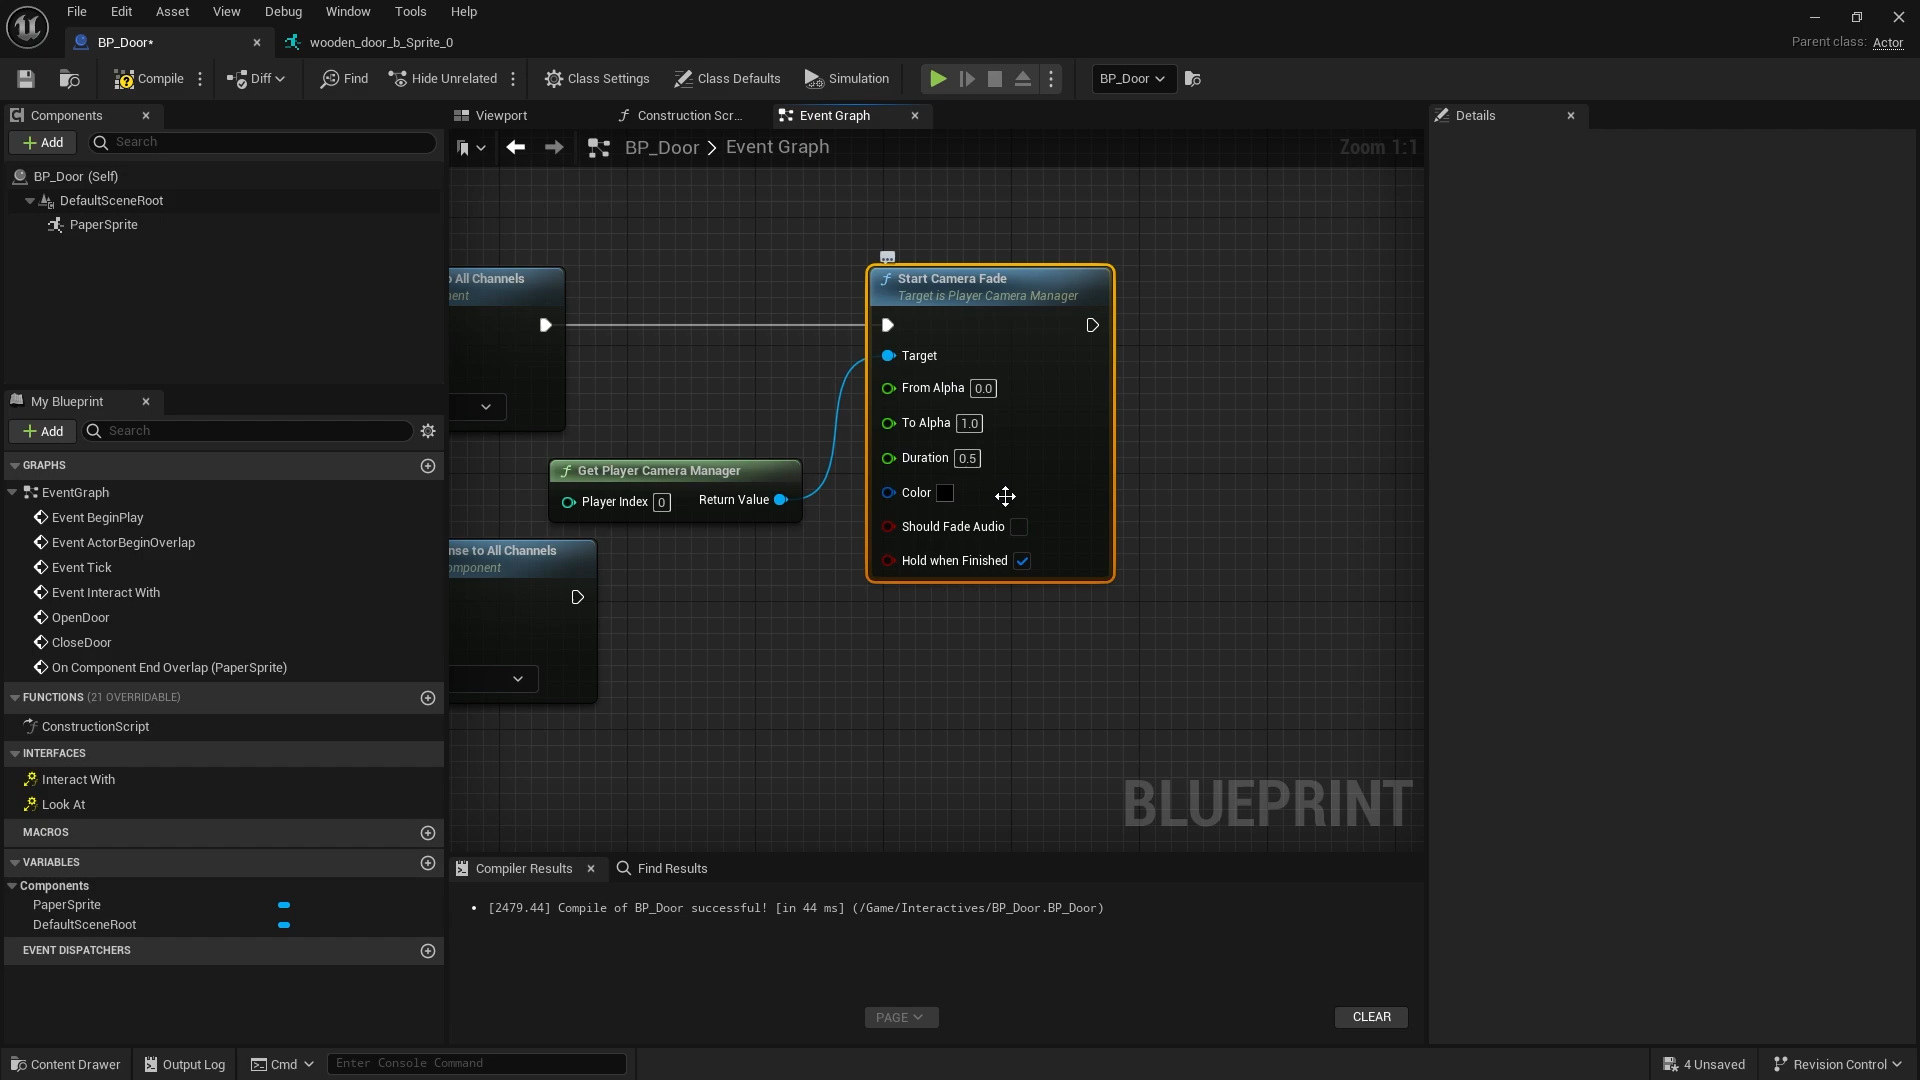 File Edit Asset View Debug Window Tools Help
BP_Door*
wooden_door_b_Sprite_0
Parent class: Actor
Compile
Diff
Find
Hide Unrelated
Class Settings
Class Defaults
Simulation
BP_Door
Components
Add
Search
BP_Door (Self)
DefaultSceneRoot
PaperSprite
My Blueprint
Add
Search
GRAPHS
EventGraph
Event BeginPlay
Event ActorBeginOverlap
Event Tick
Event Interact With
OpenDoor
CloseDoor
On Component End Overlap (PaperSprite)
FUNCTIONS (21 OVERRIDABLE)
ConstructionScript
INTERFACES
Interact With
Look At
MACROS
VARIABLES
Components
PaperSprite
DefaultSceneRoot
EVENT DISPATCHERS
Viewport
Construction Scr...
Event Graph
BP_Door > Event Graph
Zoom 1:1
o All Channels
nent
Start Camera Fade
Target is Player Camera Manager
Target
From Alpha 0.0
To Alpha 1.0
Duration 0.5
Color
Should Fade Audio
Hold when Finished
Get Player Camera Manager
Player Index 0
Return Value
nse to All Channels
omponent
BLUEPRINT
Compiler Results
Find Results
[2479.44] Compile of BP_Door successful! [in 44 ms] (/Game/Interactives/BP_Door.BP_Door)
PAGE
CLEAR
Details
Content Drawer
Output Log
Cmd
Enter Console Command
4 Unsaved
Revision Control